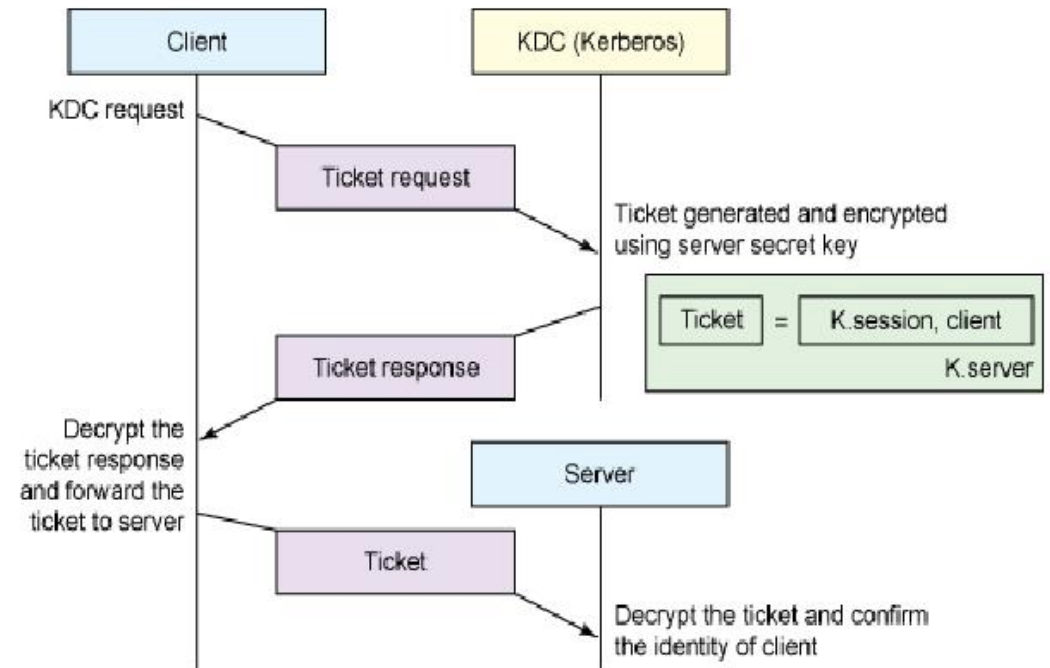 Client
KDC (Kerberos)
KDC request
Ticket request
Ticket generated and encrypted
using server secret key
Ticket = K.session, client
K.server
Ticket response
Decrypt the
ticket response
and forward the
ticket to server
Server
Ticket
Decrypt the ticket and confirm
the identity of client